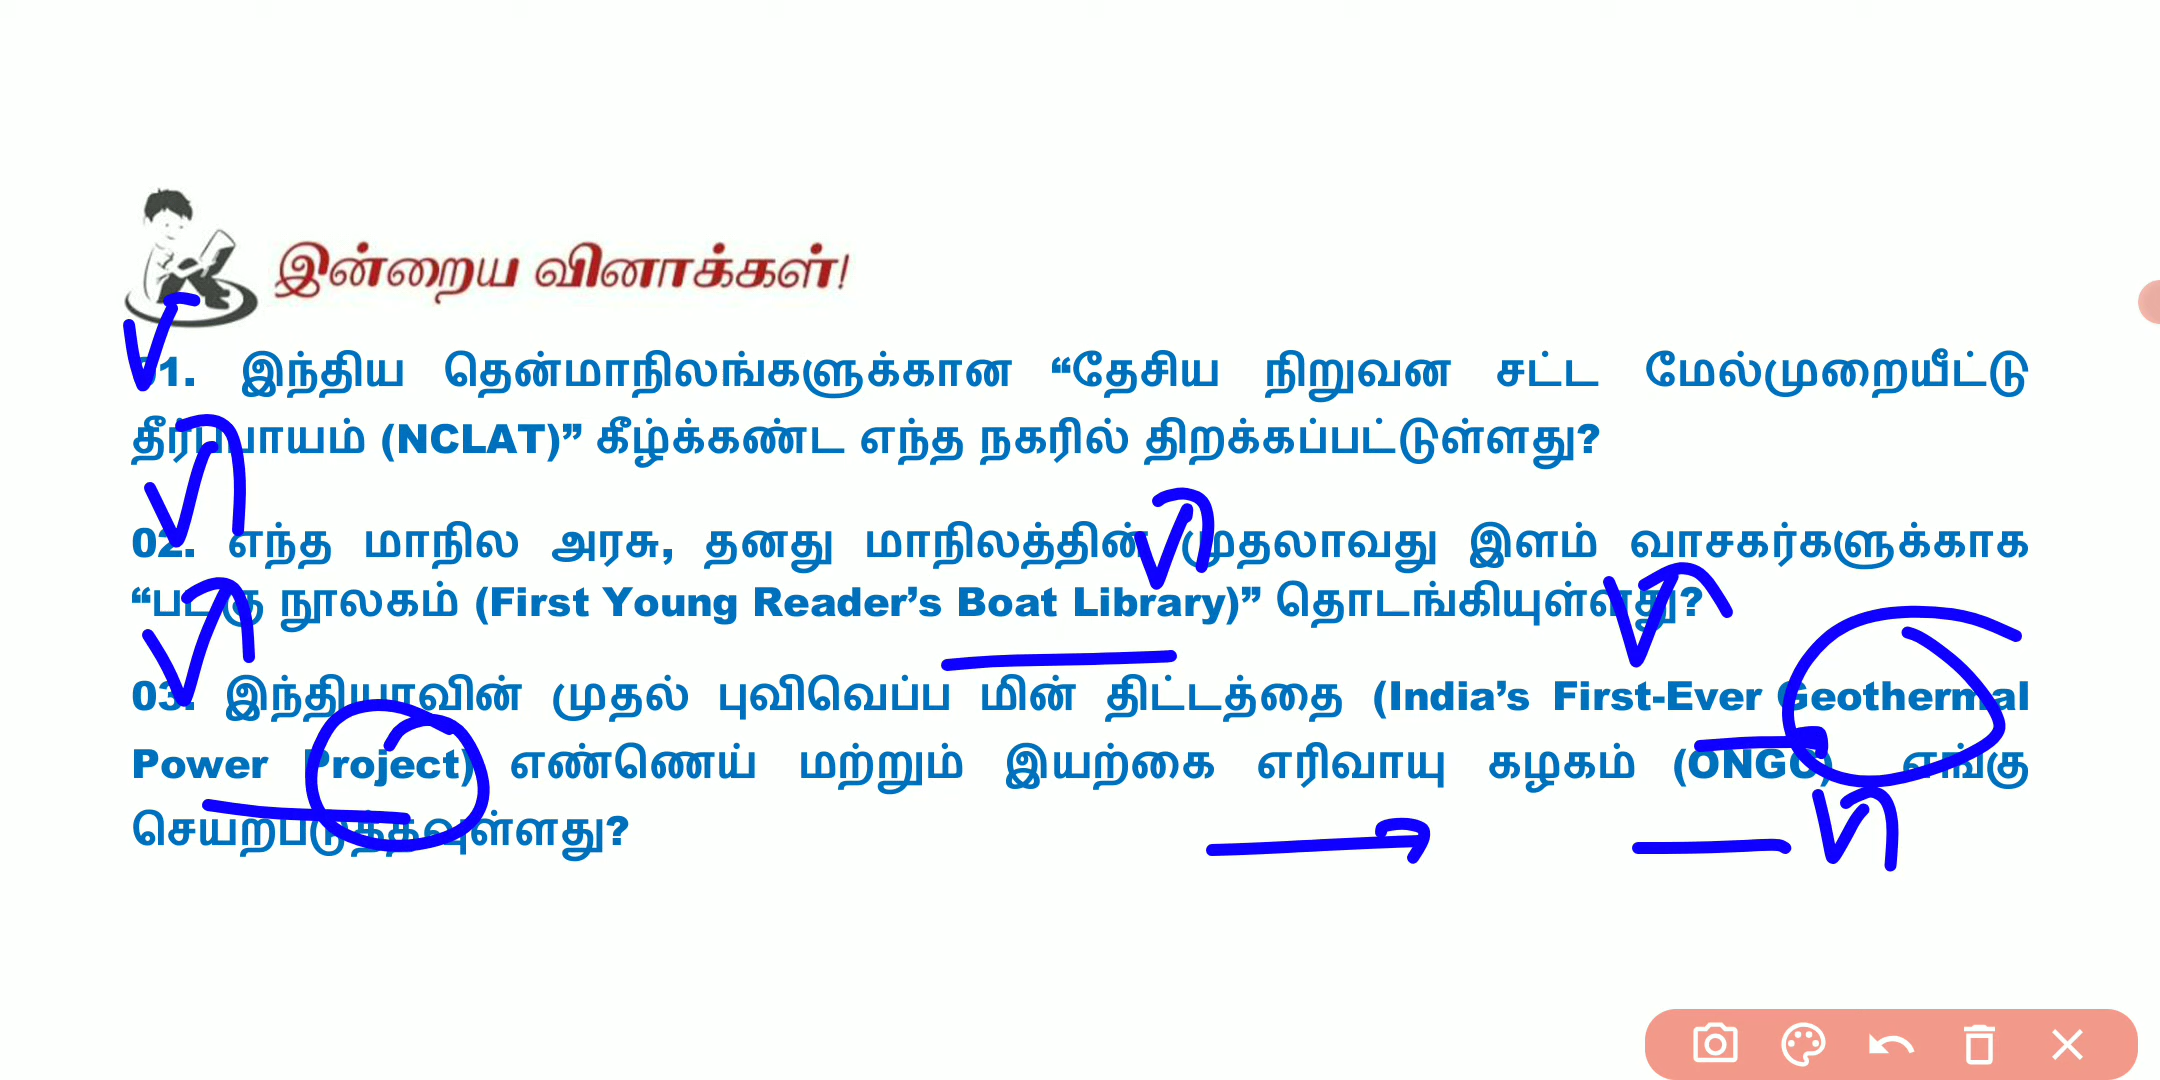 இன்றைய வினாக்கள்!
01. இந்திய தென்மாநிலங்களுக்கான “தேசிய நிறுவன சட்ட மேல்முறையீட்டு
தீர்ப்பாயம் (NCLAT)” கீழ்க்கண்ட எந்த நகரில் திறக்கப்பட்டுள்ளது?
02. எந்த மாநில அரசு, தனது மாநிலத்தின் முதலாவது இளம் வாசகர்களுக்காக
“படகு நூலகம் (First Young Reader’s Boat Library)” தொடங்கியுள்ளது?
03. இந்தியாவின் முதல் புவிவெப்ப மின் திட்டத்தை (India’s First-Ever Geothermal
Power Project) எண்ணெய் மற்றும் இயற்கை எரிவாயு கழகம் (ONGC) எங்கு
செயற்படுத்தவுள்ளது?